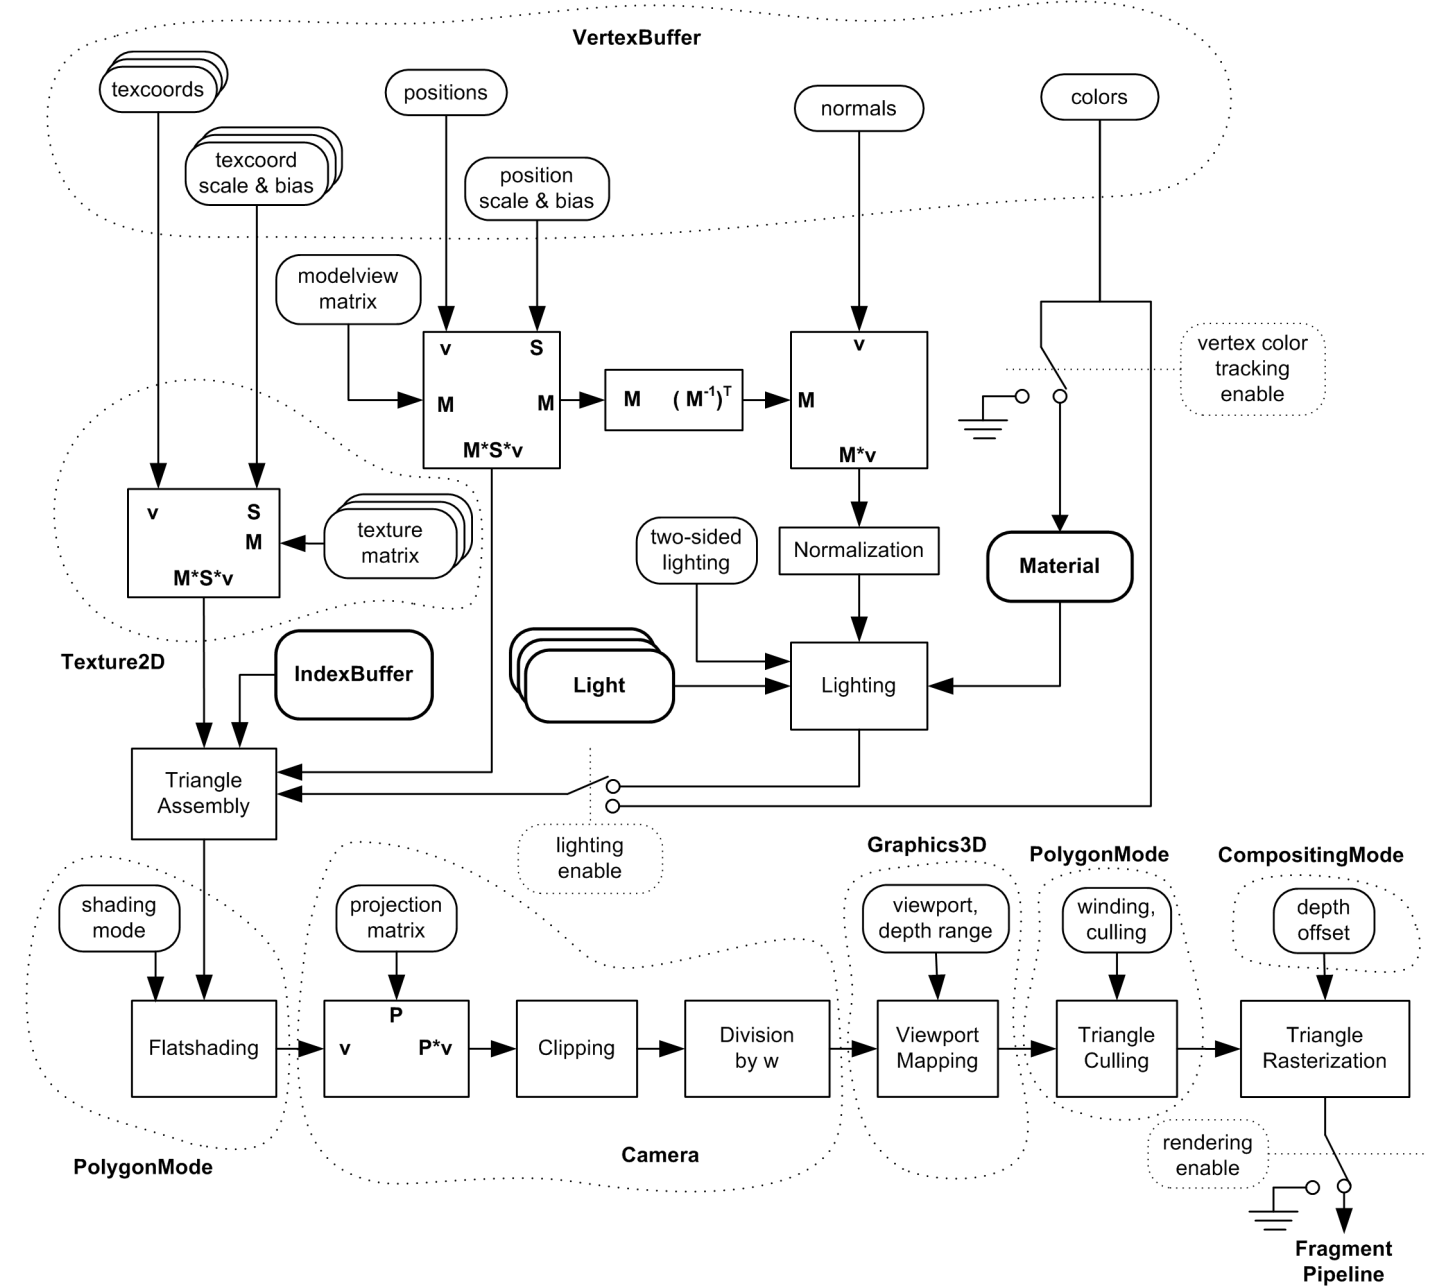 VertexBuffer
texcoords
positions
normals
colors
texcoord
scale & bias
position
scale & bias
modelview
matrix
v
S
M
M
M*S*v
M
( M⁻¹)ᵀ
v
M
M*v
vertex color
tracking
enable
v
S
M
M*S*v
texture
matrix
two-sided
lighting
Normalization
Material
Texture2D
IndexBuffer
Light
Lighting
Triangle
Assembly
lighting
enable
Graphics3D
PolygonMode
CompositingMode
shading
mode
projection
matrix
viewport,
depth range
winding,
culling
depth
offset
Flatshading
P
v
P*v
Clipping
Division
by w
Viewport
Mapping
Triangle
Culling
Triangle
Rasterization
PolygonMode
Camera
rendering
enable
Fragment
Pipeline